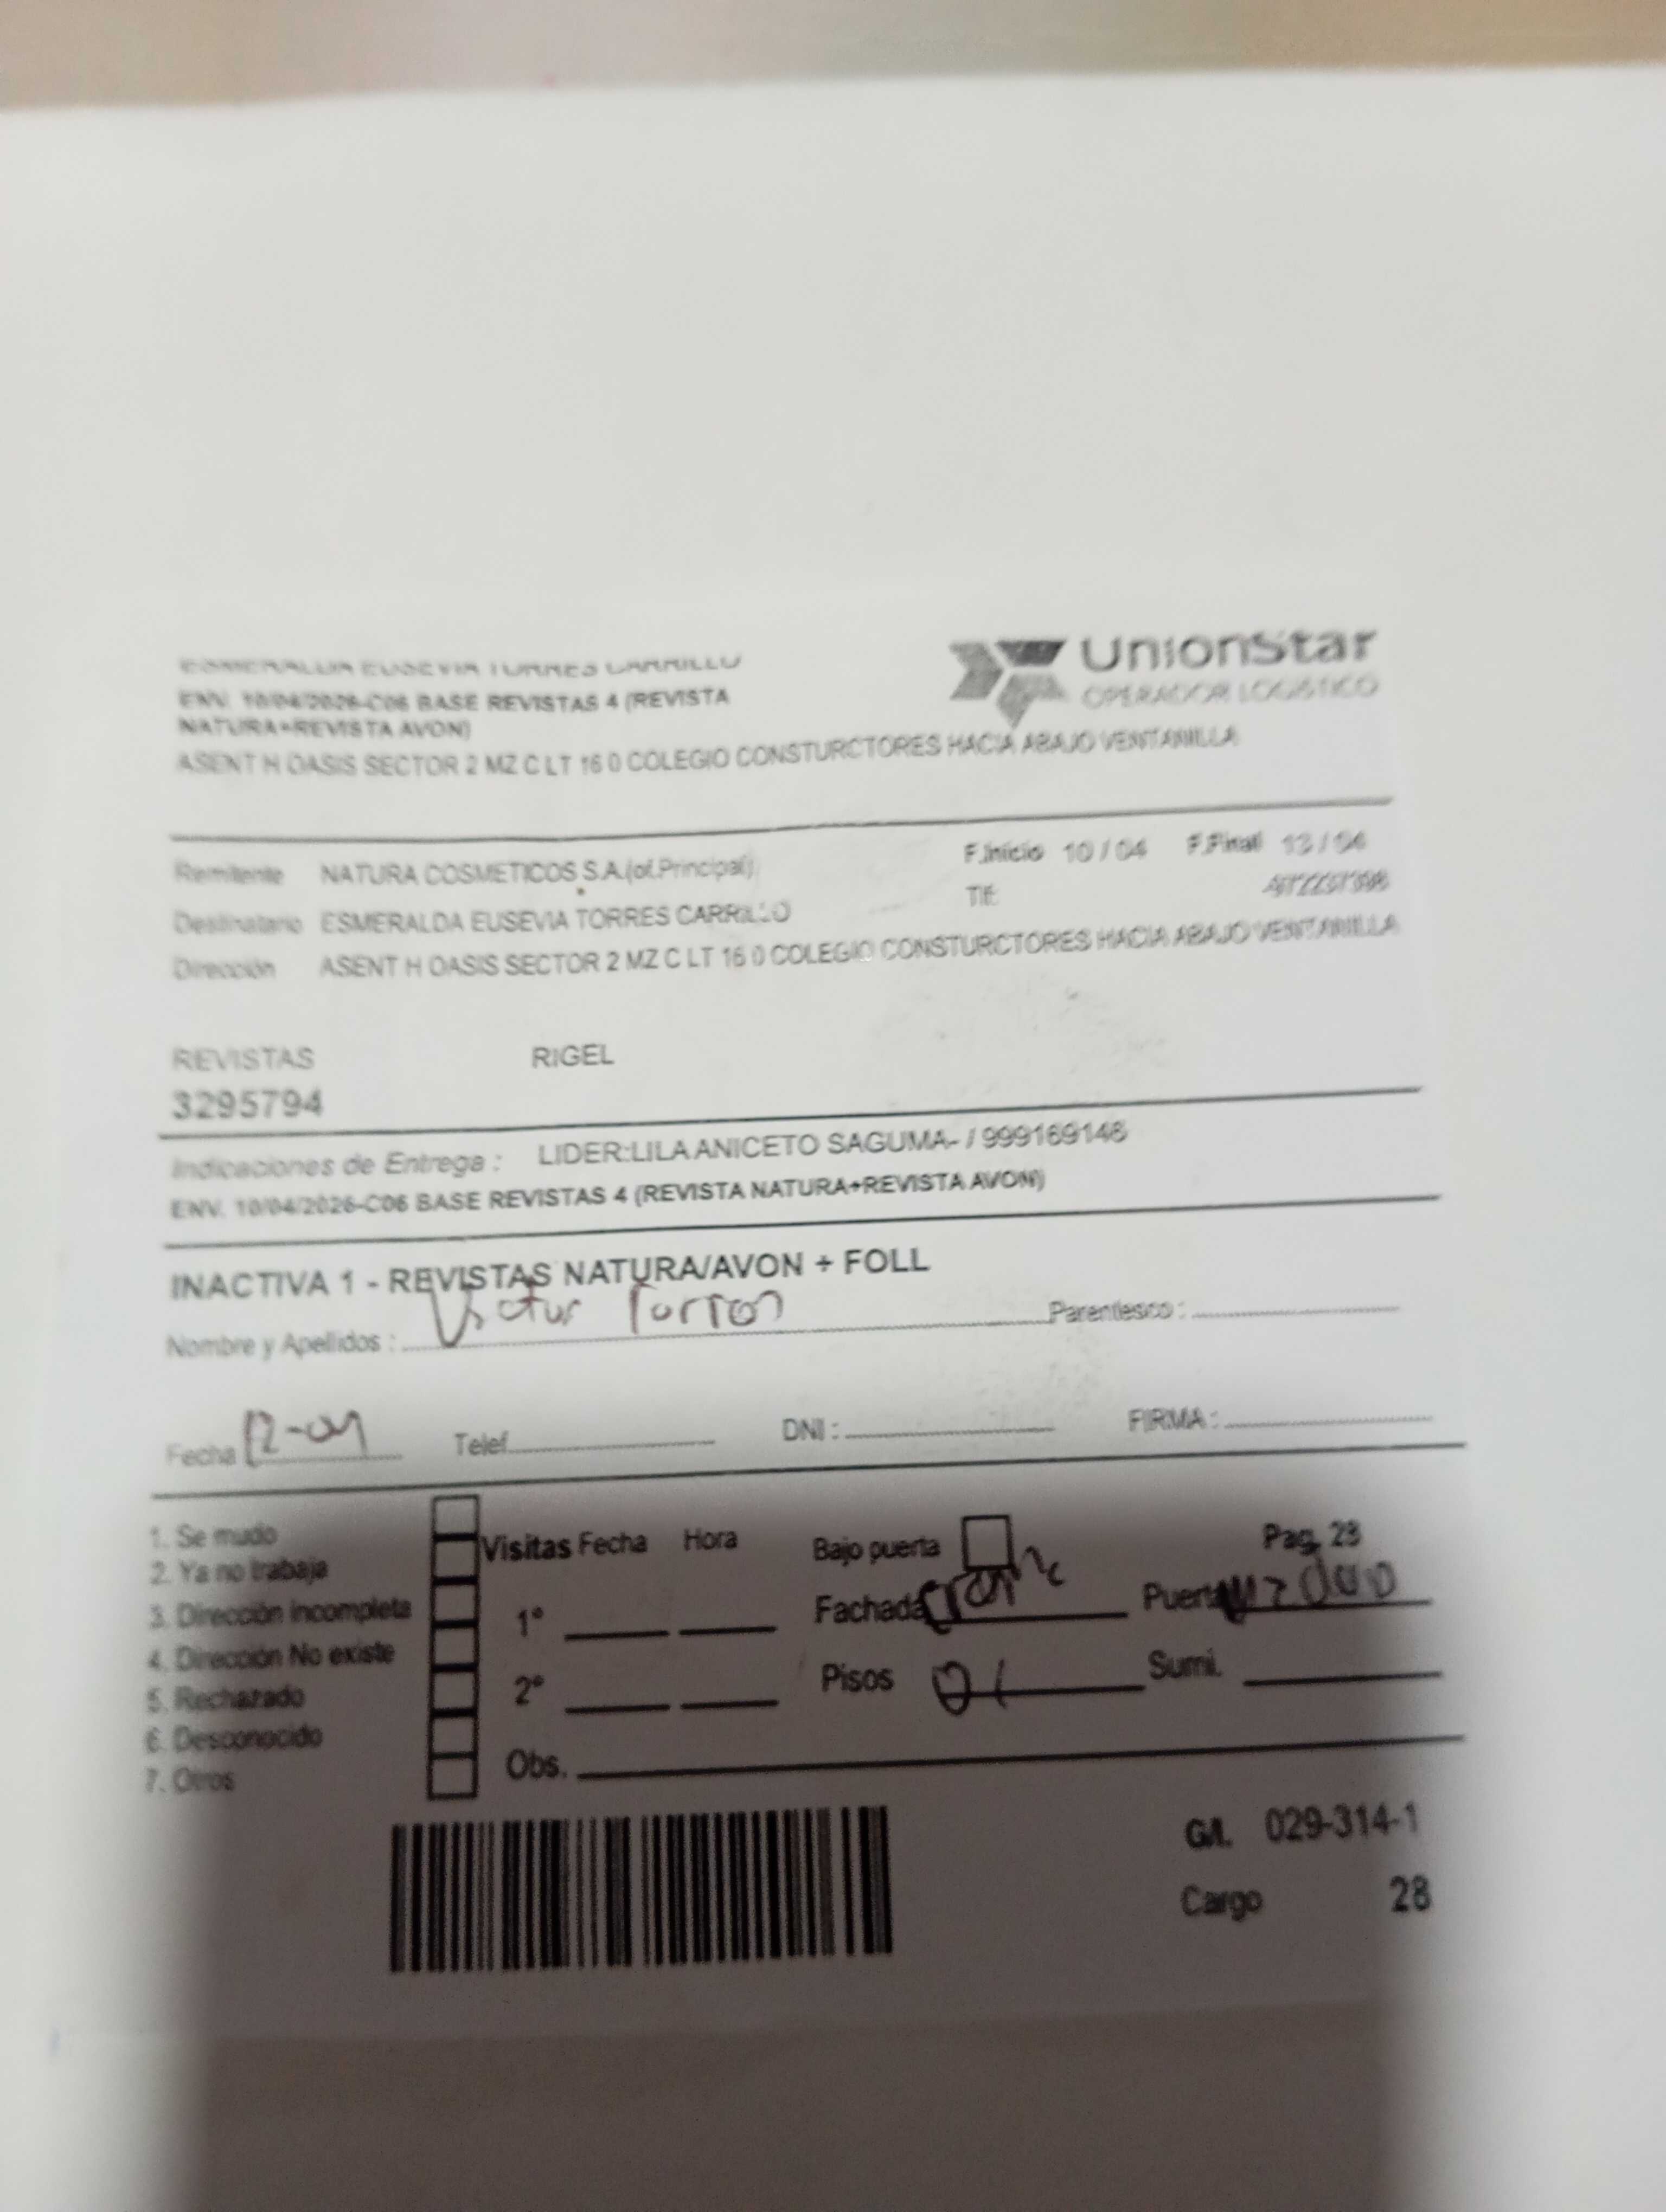 ESMERALDA EUSEVIA TORRES CARRILLO
UnionStar
OPERADOR LOGISTICO
ENV. 10/04/2026-C06 BASE REVISTAS 4 (REVISTA
NATURA+REVISTA AVON)
ASENT H OASIS SECTOR 2 MZ C LT 16 0 COLEGIO CONSTURCTORES HACIA ABAJO VENTANILLA
Remitente NATURA COSMETICOS S.A.(of.Principal) F.Inicio 10 / 04 F.Final 13 / 04
Destinatario ESMERALDA EUSEVIA TORRES CARRILLO Tlf:
Dirección ASENT H OASIS SECTOR 2 MZ C LT 16 0 COLEGIO CONSTURCTORES HACIA ABAJO VENTANILLA
REVISTAS RIGEL
3295794
Indicaciones de Entrega : LIDER:LILA ANICETO SAGUMA- / 999169146
ENV. 10/04/2026-C06 BASE REVISTAS 4 (REVISTA NATURA+REVISTA AVON)
INACTIVA 1 - REVISTAS NATURA/AVON + FOLL
Nombre y Apellidos : Victor Torres Parentesco :
Fecha 12-04 Telef. DNI : FIRMA :
1. Se mudo
2. Ya no trabaja
3. Dirección incompleta
4. Dirección No existe
5. Rechazado
6. Desconocido
7. Otros
Visitas Fecha Hora
1°
2°
Obs.
Bajo puerta Pag. 23
Fachada Puerta
Pisos 01 Sumi.
G/I. 029-314-1
Cargo 28